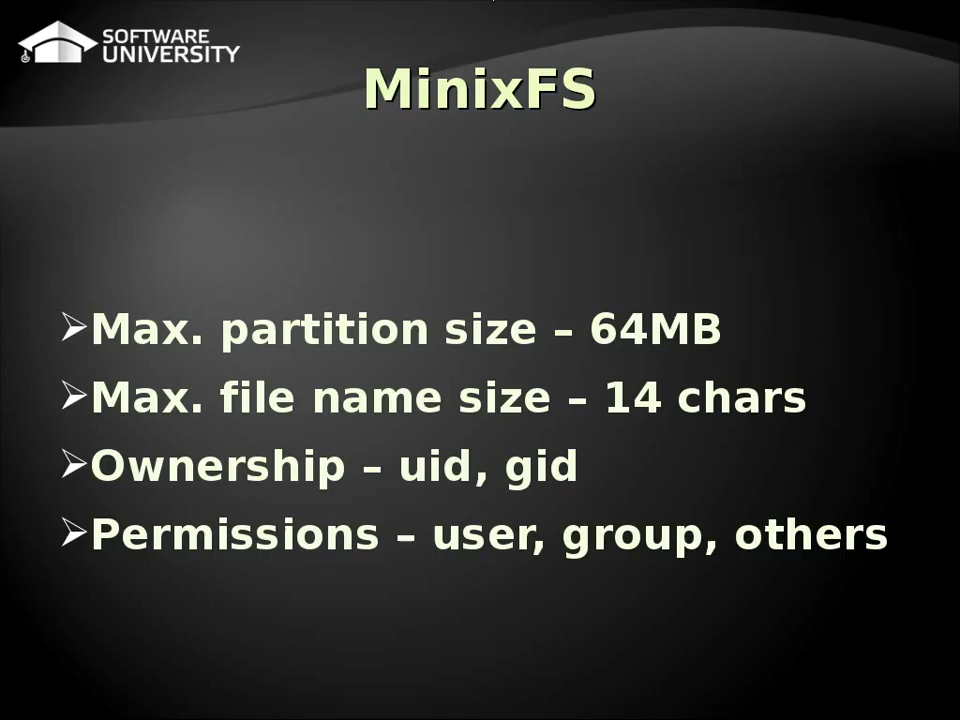 SOFTWARE
UNIVERSITY
MinixFS
Max. partition size – 64MB
Max. file name size – 14 chars
Ownership – uid, gid
Permissions – user, group, others